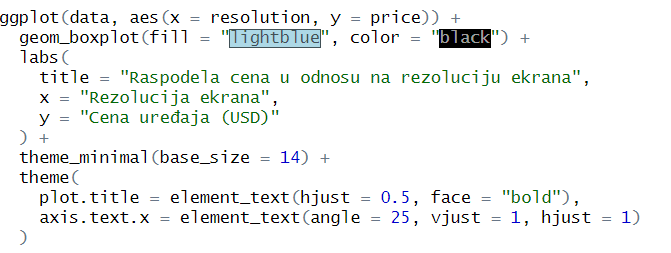 ggplot(data, aes(x = resolution, y = price)) +
  geom_boxplot(fill = "lightblue", color = "black") +
  labs(
    title = "Raspodela cena u odnosu na rezoluciju ekrana",
    x = "Rezolucija ekrana",
    y = "Cena uređaja (USD)"
  ) +
  theme_minimal(base_size = 14) +
  theme(
    plot.title = element_text(hjust = 0.5, face = "bold"),
    axis.text.x = element_text(angle = 25, vjust = 1, hjust = 1)
  )